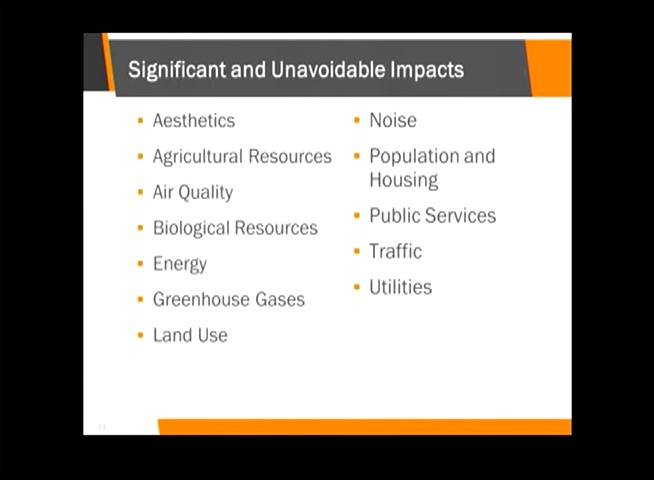 Significant and Unavoidable Impacts
Aesthetics
Agricultural Resources
Air Quality
Biological Resources
Energy
Greenhouse Gases
Land Use
Noise
Population and
Housing
Public Services
Traffic
Utilities